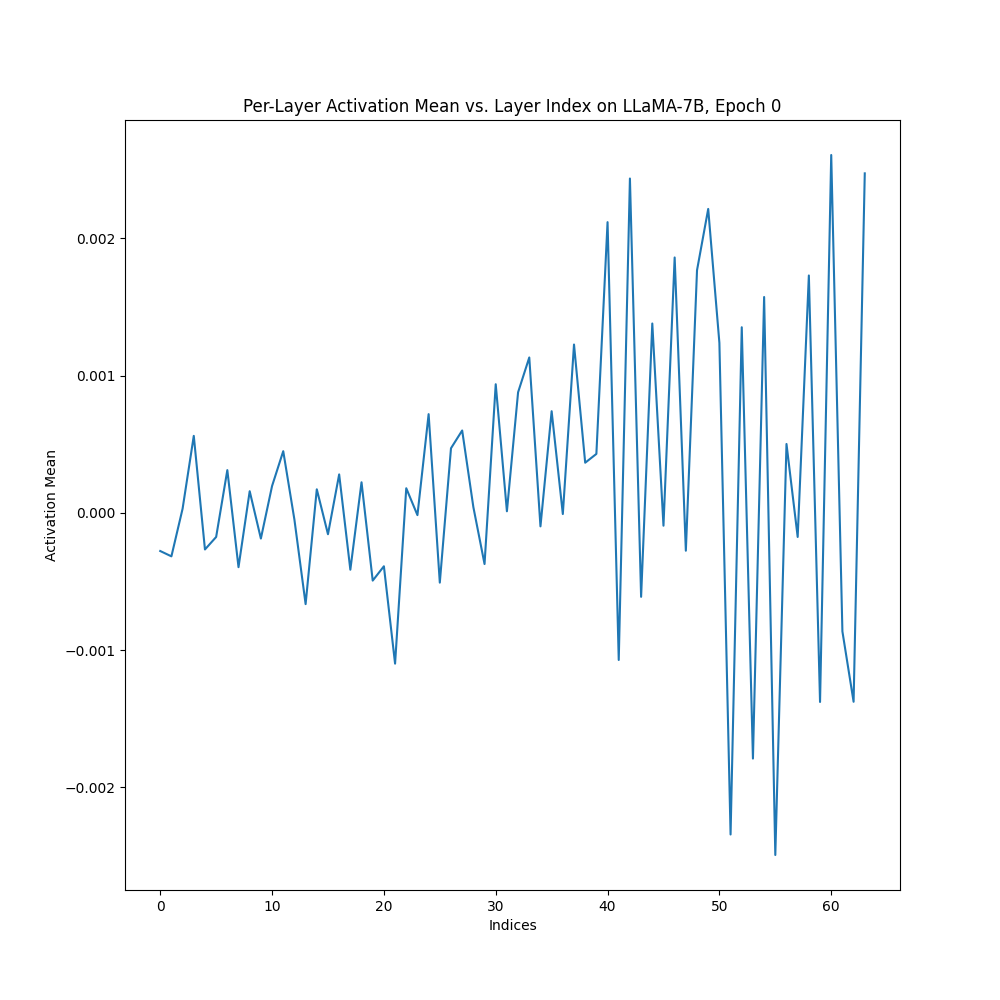 Per-Layer Activation Mean vs. Layer Index on LLaMA-7B, Epoch 0
0.002
0.001
0.000
−0.001
−0.002
Activation Mean
0 10 20 30 40 50 60
Indices